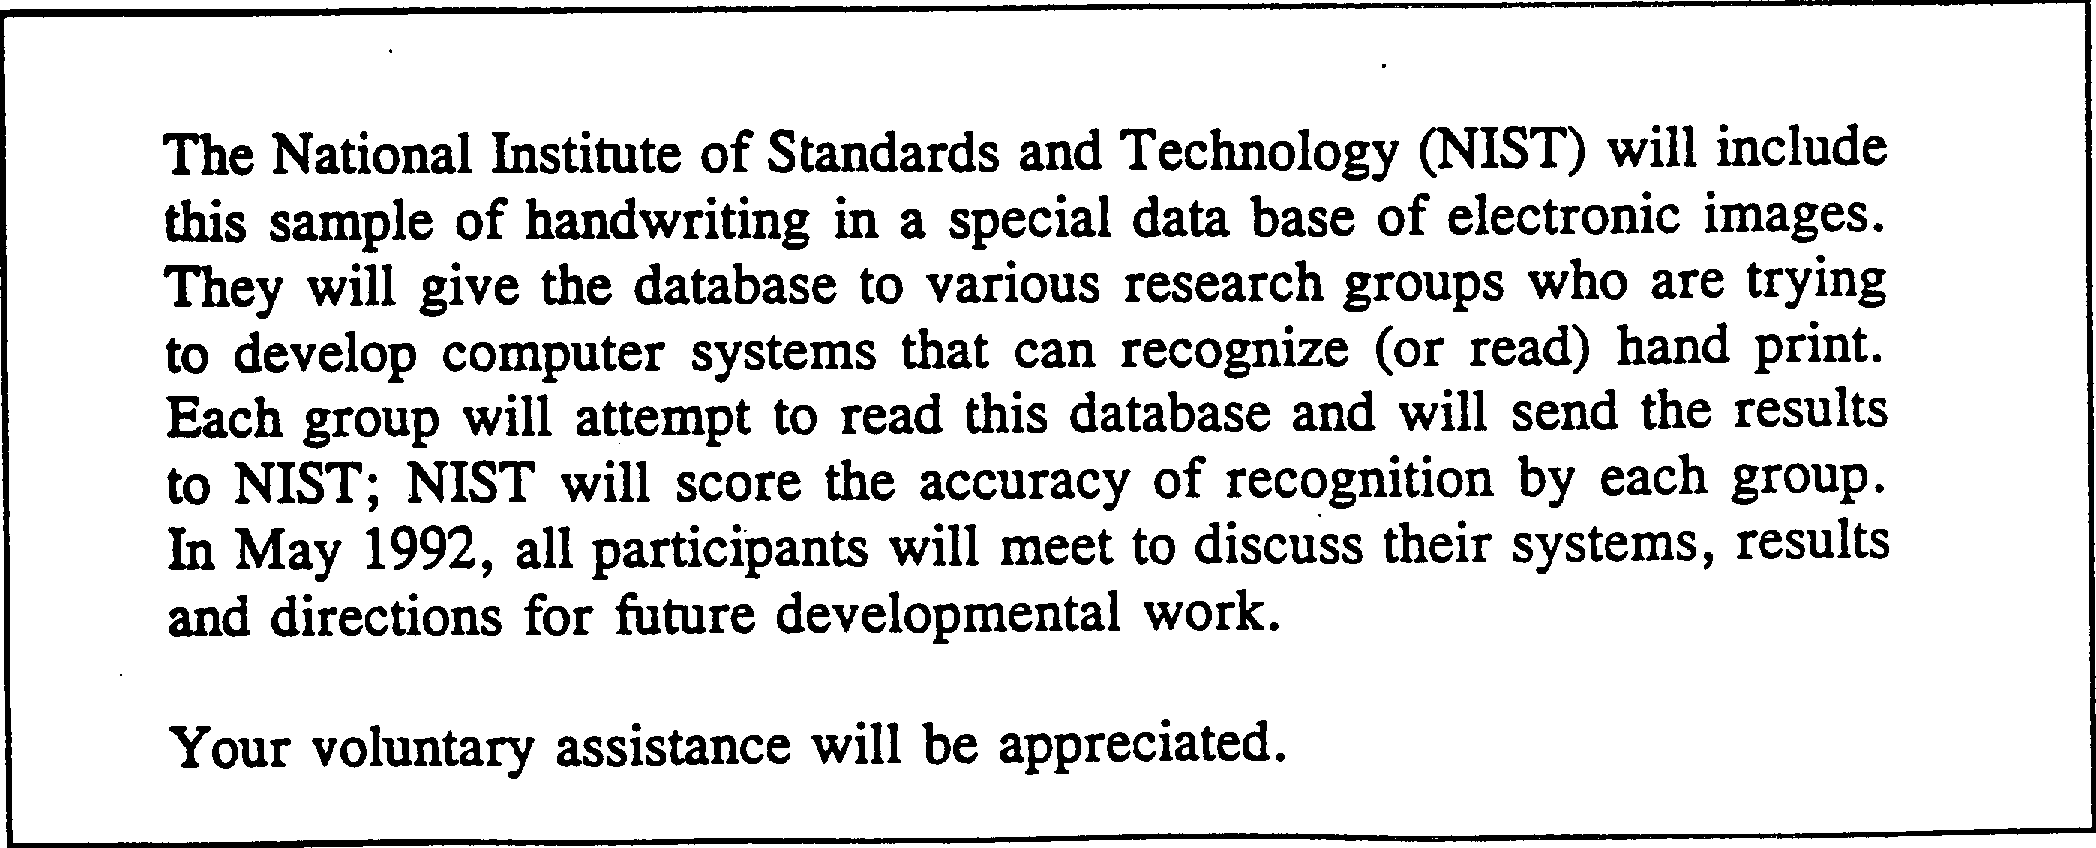 The National Institute of Standards and Technology (NIST) will include
this sample of handwriting in a special data base of electronic images.
They will give the database to various research groups who are trying
to develop computer systems that can recognize (or read) hand print.
Each group will attempt to read this database and will send the results
to NIST; NIST will score the accuracy of recognition by each group.
In May 1992, all participants will meet to discuss their systems, results
and directions for future developmental work.
Your voluntary assistance will be appreciated.